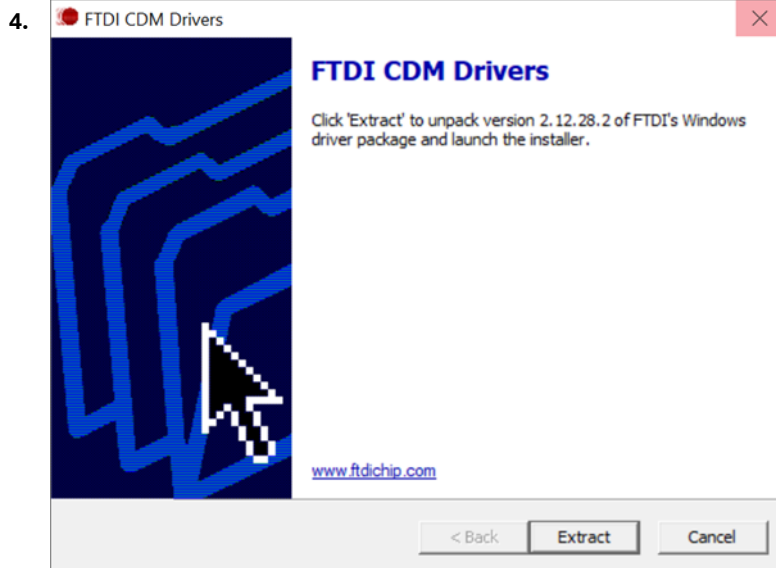 4.
FTDI CDM Drivers
FTDI CDM Drivers
Click 'Extract' to unpack version 2.12.28.2 of FTDI's Windows
driver package and launch the installer.
www.ftdichip.com
< Back
Extract
Cancel